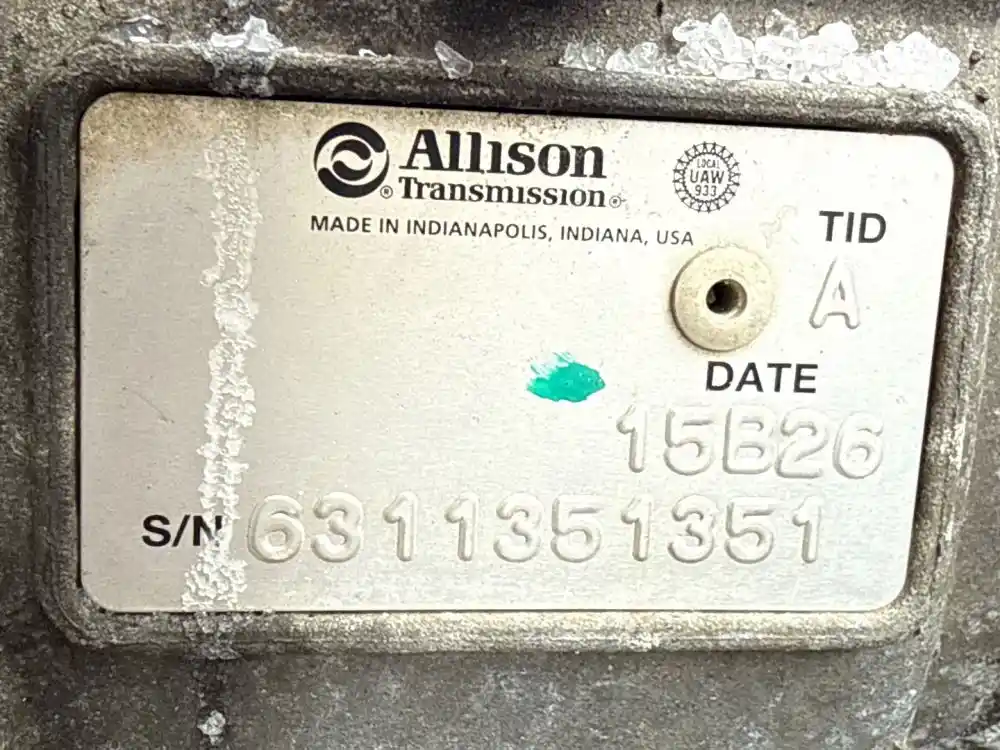 Allison
Transmission®
LOCAL
UAW
933
MADE IN INDIANAPOLIS, INDIANA, USA
TID
A
DATE
15B26
S/N 6311351351